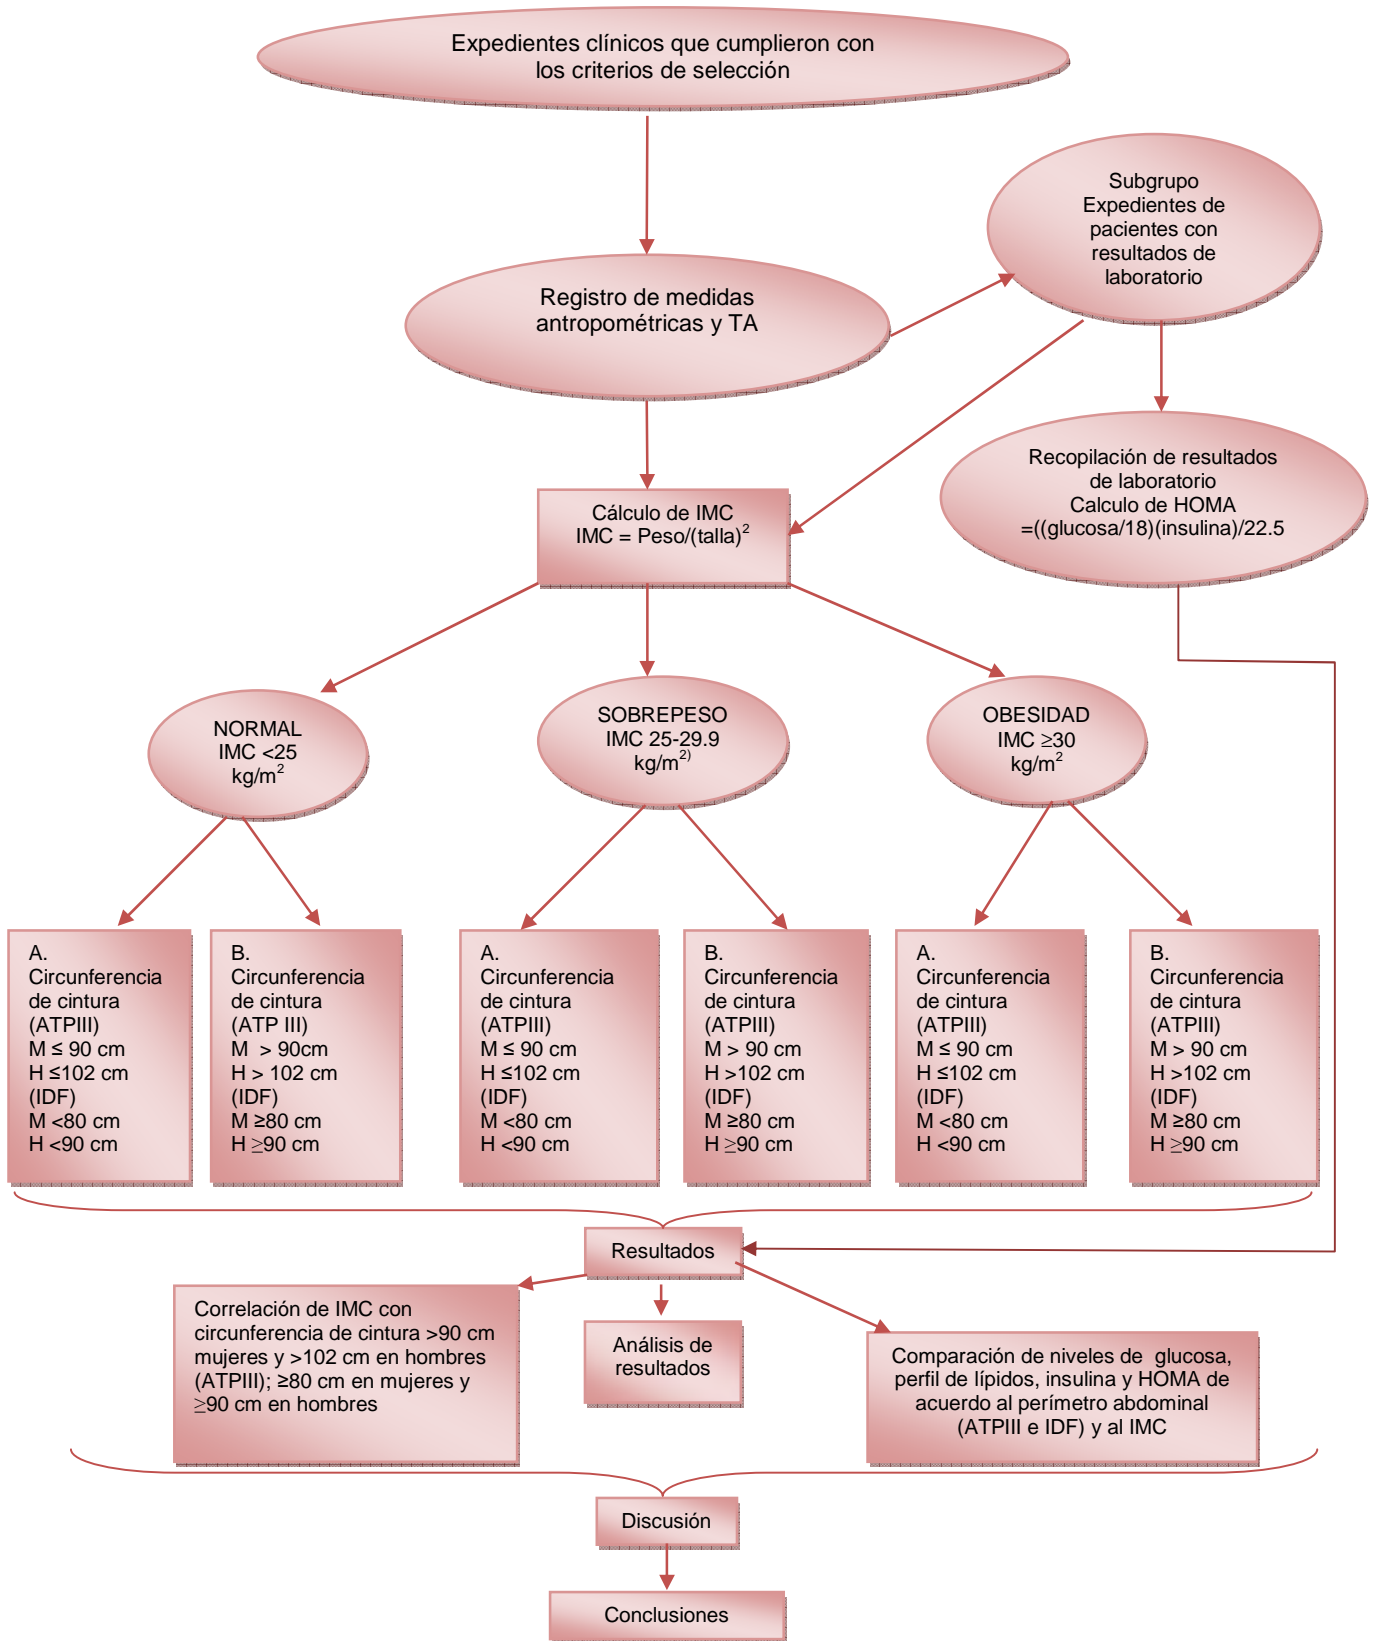 Expedientes clínicos que cumplieron con
los criterios de selección
Subgrupo
Expedientes de
pacientes con
resultados de
laboratorio
Registro de medidas
antropométricas y TA
Recopilación de resultados
de laboratorio
Calculo de HOMA
=((glucosa/18)(insulina)/22.5
Cálculo de IMC
IMC = Peso/(talla)²
NORMAL
IMC <25
kg/m²
SOBREPESO
IMC 25-29.9
kg/m²⁾
OBESIDAD
IMC ≥30
kg/m²
A.
Circunferencia
de cintura
(ATPIII)
M ≤ 90 cm
H ≤102 cm
(IDF)
M <80 cm
H <90 cm
B.
Circunferencia
de cintura
(ATP III)
M > 90cm
H > 102 cm
(IDF)
M ≥80 cm
H ≥90 cm
A.
Circunferencia
de cintura
(ATPIII)
M ≤ 90 cm
H ≤102 cm
(IDF)
M <80 cm
H <90 cm
B.
Circunferencia
de cintura
(ATPIII)
M > 90 cm
H >102 cm
(IDF)
M ≥80 cm
H ≥90 cm
A.
Circunferencia
de cintura
(ATPIII)
M ≤ 90 cm
H ≤102 cm
(IDF)
M <80 cm
H <90 cm
B.
Circunferencia
de cintura
(ATPIII)
M > 90 cm
H >102 cm
(IDF)
M ≥80 cm
H ≥90 cm
Resultados
Correlación de IMC con
circunferencia de cintura >90 cm
mujeres y >102 cm en hombres
(ATPIII); ≥80 cm en mujeres y
≥90 cm en hombres
Análisis de
resultados
Comparación de niveles de glucosa,
perfil de lípidos, insulina y HOMA de
acuerdo al perímetro abdominal
(ATPIII e IDF) y al IMC
Discusión
Conclusiones